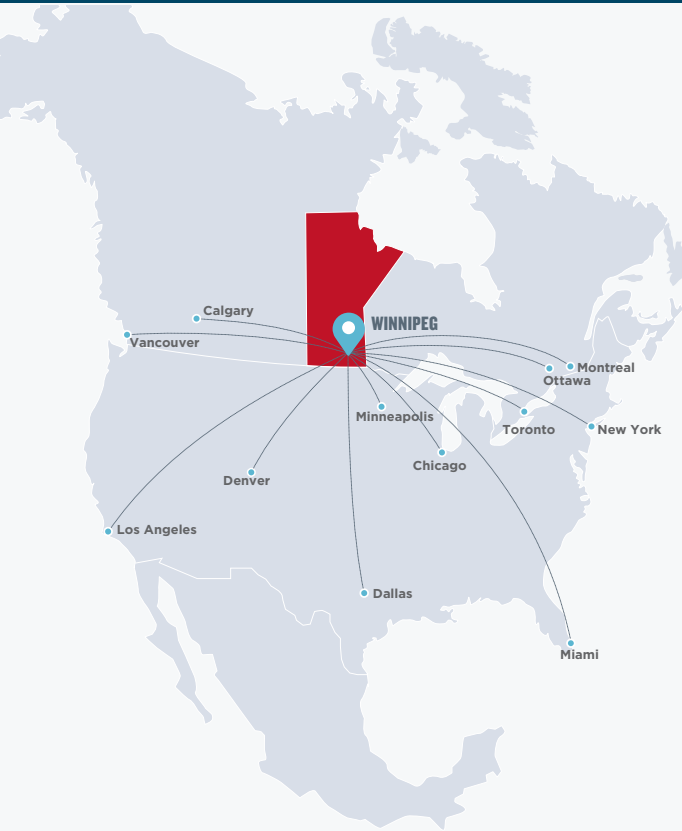 Calgary
WINNIPEG
Vancouver
Montreal
Ottawa
Minneapolis
Toronto
New York
Chicago
Denver
Los Angeles
Dallas
Miami